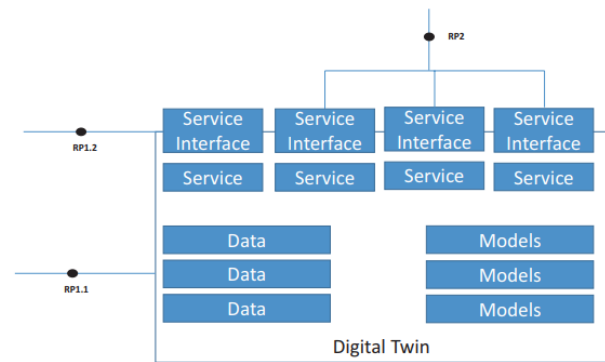 RP2
Service Interface
Service Interface
Service Interface
Service Interface
RP1.2
Service
Service
Service
Service
Data
Models
Data
Models
RP1.1
Data
Models
Digital Twin